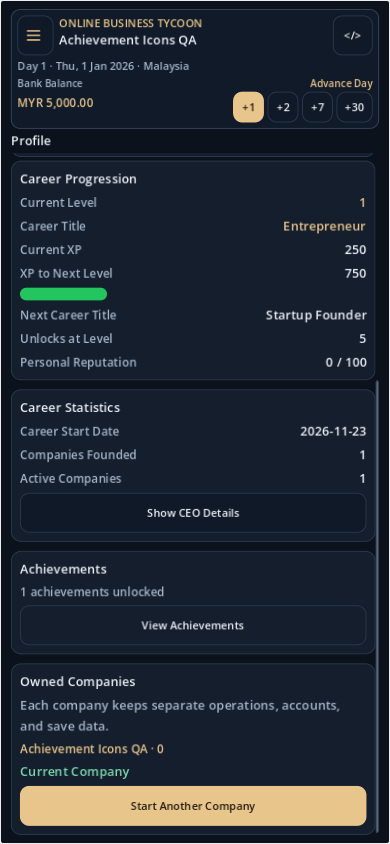 ONLINE BUSINESS TYCOON
Achievement Icons QA
</>
Day 1 · Thu, 1 Jan 2026 · Malaysia
Bank Balance
Advance Day
MYR 5,000.00
+1
+2
+7
+30
Profile
Career Progression
Current Level 1
Career Title Entrepreneur
Current XP 250
XP to Next Level 750
Next Career Title Startup Founder
Unlocks at Level 5
Personal Reputation 0 / 100
Career Statistics
Career Start Date 2026-11-23
Companies Founded 1
Active Companies 1
Show CEO Details
Achievements
1 achievements unlocked
View Achievements
Owned Companies
Each company keeps separate operations, accounts,
and save data.
Achievement Icons QA · 0
Current Company
Start Another Company